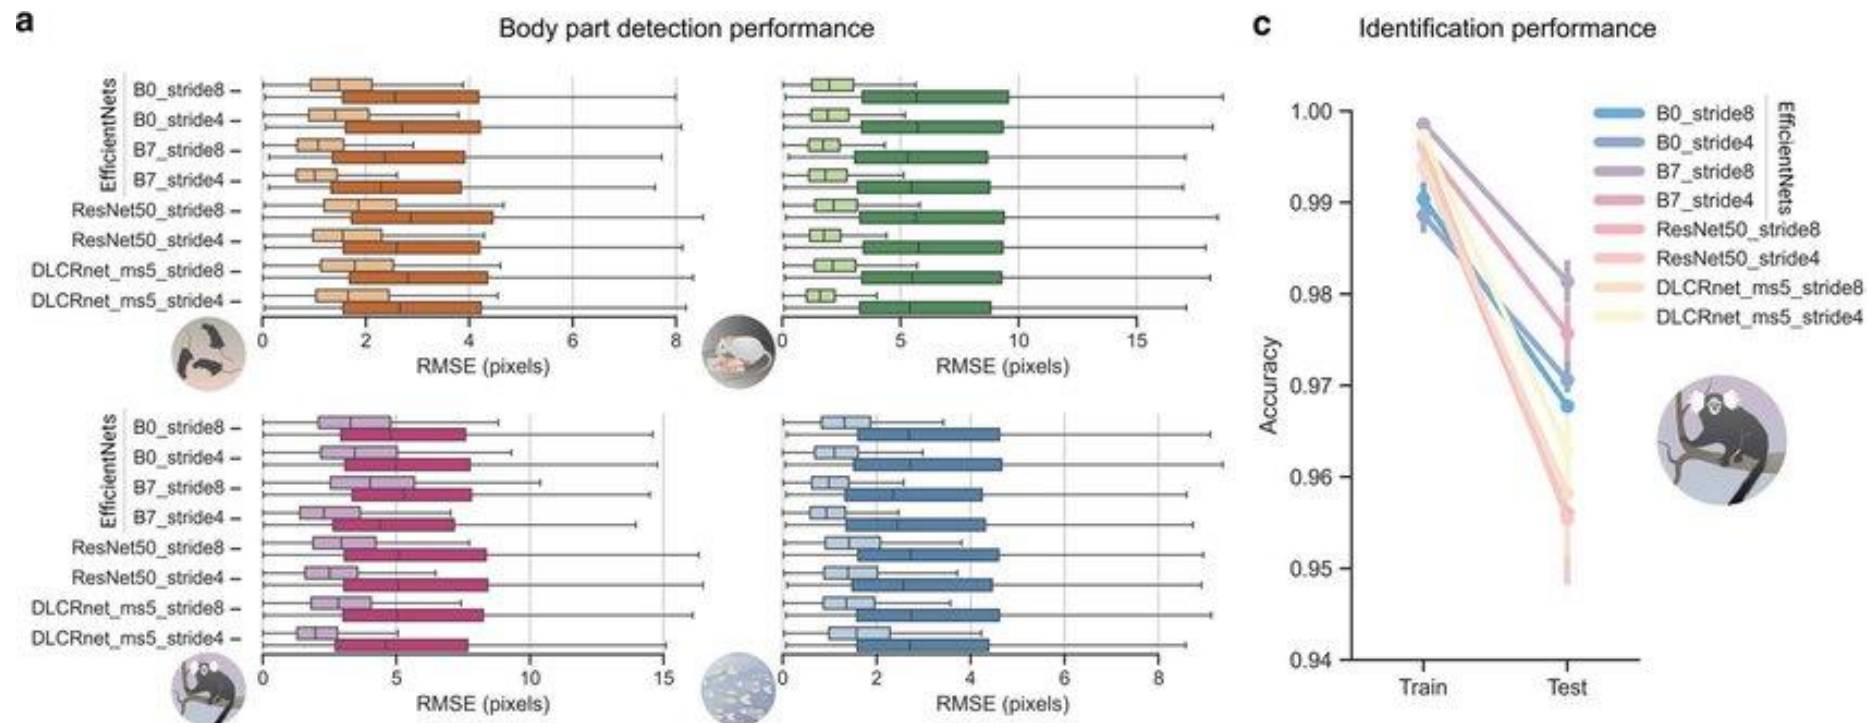 a
Body part detection performance
EfficientNets
B0_stride8
B0_stride4
B7_stride8
B7_stride4
ResNet50_stride8
ResNet50_stride4
DLCRnet_ms5_stride8
DLCRnet_ms5_stride4
0 2 4 6 8
RMSE (pixels)
0 5 10 15
RMSE (pixels)
EfficientNets
B0_stride8
B0_stride4
B7_stride8
B7_stride4
ResNet50_stride8
ResNet50_stride4
DLCRnet_ms5_stride8
DLCRnet_ms5_stride4
0 5 10 15
RMSE (pixels)
0 2 4 6 8
RMSE (pixels)
c
Identification performance
Accuracy
1.00
0.99
0.98
0.97
0.96
0.95
0.94
Train Test
B0_stride8
B0_stride4
B7_stride8
B7_stride4
EfficientNets
ResNet50_stride8
ResNet50_stride4
DLCRnet_ms5_stride8
DLCRnet_ms5_stride4